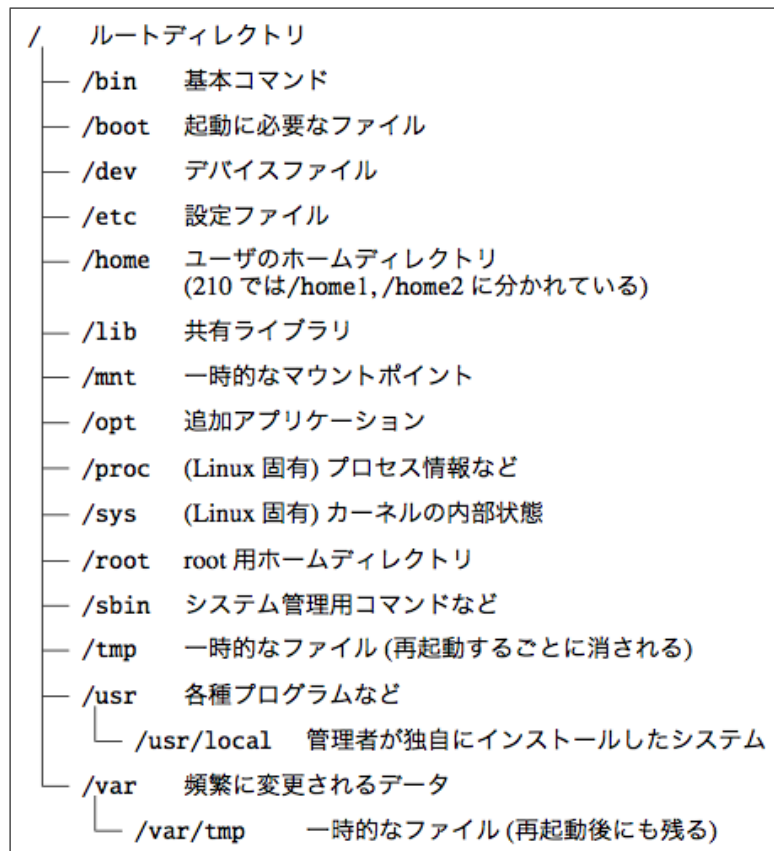 / ルートディレクトリ
/bin 基本コマンド
/boot 起動に必要なファイル
/dev デバイスファイル
/etc 設定ファイル
/home ユーザのホームディレクトリ
(210 では/home1, /home2 に分かれている)
/lib 共有ライブラリ
/mnt 一時的なマウントポイント
/opt 追加アプリケーション
/proc (Linux 固有) プロセス情報など
/sys (Linux 固有) カーネルの内部状態
/root root 用ホームディレクトリ
/sbin システム管理用コマンドなど
/tmp 一時的なファイル (再起動するごとに消される)
/usr 各種プログラムなど
/usr/local 管理者が独自にインストールしたシステム
/var 頻繁に変更されるデータ
/var/tmp 一時的なファイル (再起動後にも残る)